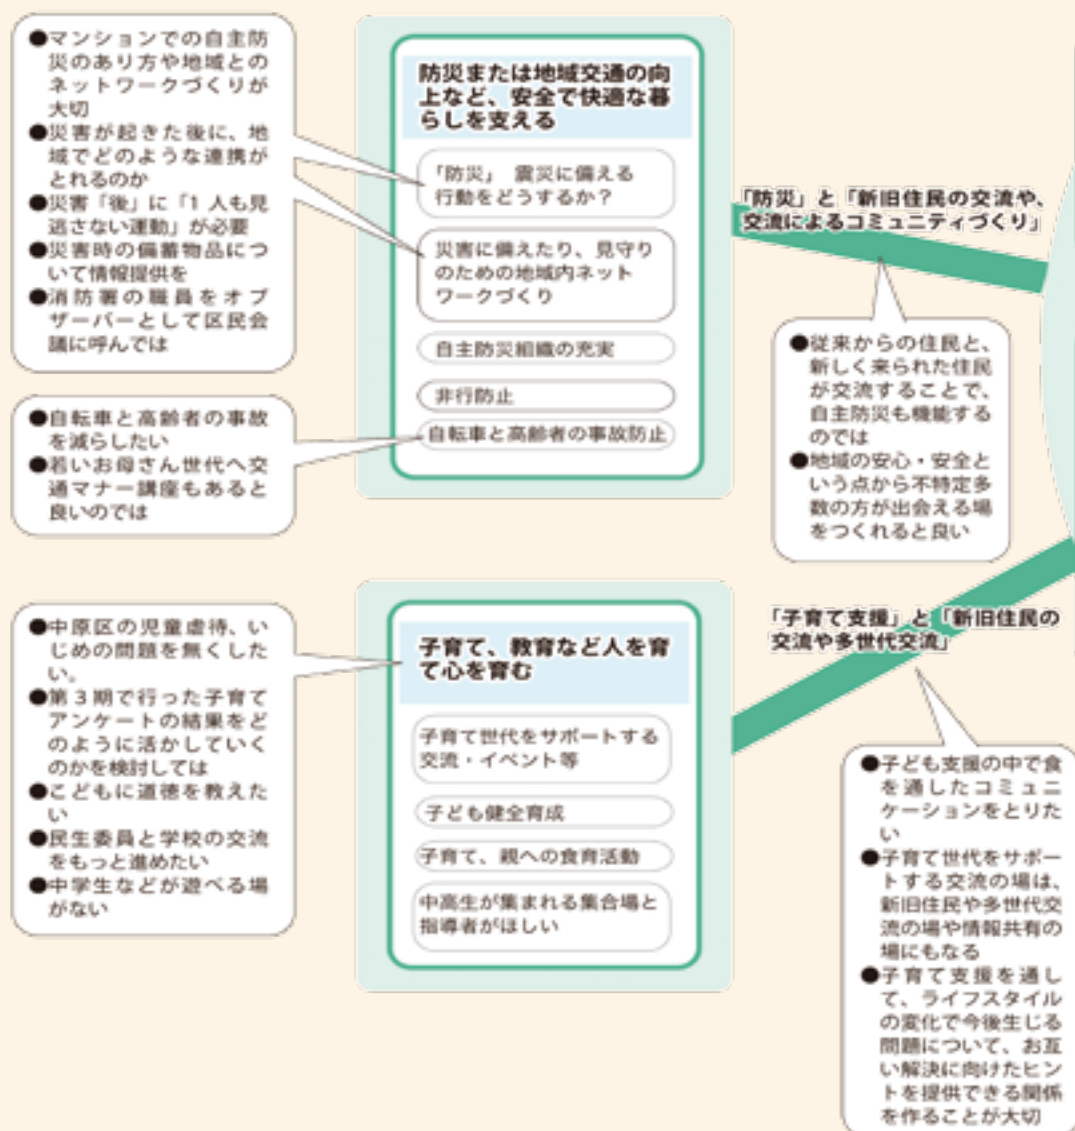 ●マンションでの自主防
災のあり方や地域との
ネットワークづくりが
大切
●災害が起きた後に、地
域でどのような連携が
とれるのか
●災害「後」に「1 人も見
逃さない運動」が必要
●災害時の備蓄物品につ
いて情報提供を
●消防署の職員をオブ
ザーバーとして区民会
議に呼んでは
防災または地域交通の向
上など、安全で快適な暮
らしを支える
「防災」 震災に備える
行動をどうするか？
災害に備えたり、見守り
のための地域内ネット
ワークづくり
自主防災組織の充実
非行防止
自転車と高齢者の事故防止
●自転車と高齢者の事故
を減らしたい
●若いお母さん世代へ交
通マナー講座もあると
良いのでは
「防災」と「新旧住民の交流や、
交流によるコミュニティづくり」
●従来からの住民と、
新しく来られた住民
が交流することで、
自主防災も機能する
のでは
●地域の安心・安全と
いう点から不特定多
数の方が出会える場
をつくれると良い
●中原区の児童虐待、い
じめの問題を無くした
い。
●第3期で行った子育て
アンケートの結果をど
のように活かしていく
のかを検討しては
●こどもに道徳を教えた
い
●民生委員と学校の交流
をもっと進めたい
●中学生などが遊べる場
がない
子育て、教育など人を育
て心を育む
子育て世代をサポートする
交流・イベント等
子ども健全育成
子育て、親への食育活動
中高生が集まれる集合場と
指導者がほしい
「子育て支援」と「新旧住民の
交流や多世代交流」
●子ども支援の中で食
を通したコミュニ
ケーションをとりた
い
●子育て世代をサポー
トする交流の場は、
新旧住民や多世代交
流の場や情報共有の
場にもなる
●子育て支援を通し
て、ライフスタイル
の変化で今後生じる
問題について、お互
い解決に向けたヒン
トを提供できる関係
を作ることが大切